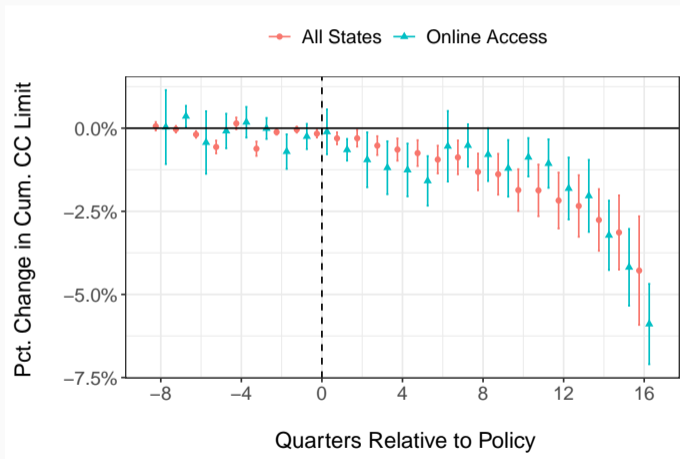 All States Online Access
Pct. Change in Cum. CC Limit
0.0%
−2.5%
−5.0%
−7.5%
−8 −4 0 4 8 12 16
Quarters Relative to Policy